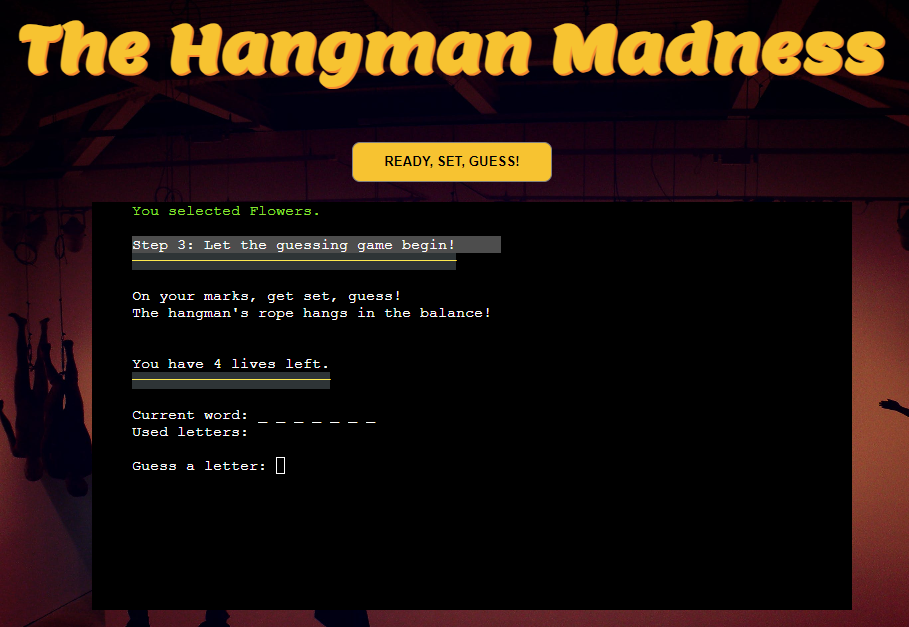 The Hangman Madness
READY, SET, GUESS!
You selected Flowers.
Step 3: Let the guessing game begin!
On your marks, get set, guess!
The hangman's rope hangs in the balance!
You have 4 lives left.
Current word: _ _ _ _ _ _ _
Used letters:
Guess a letter: